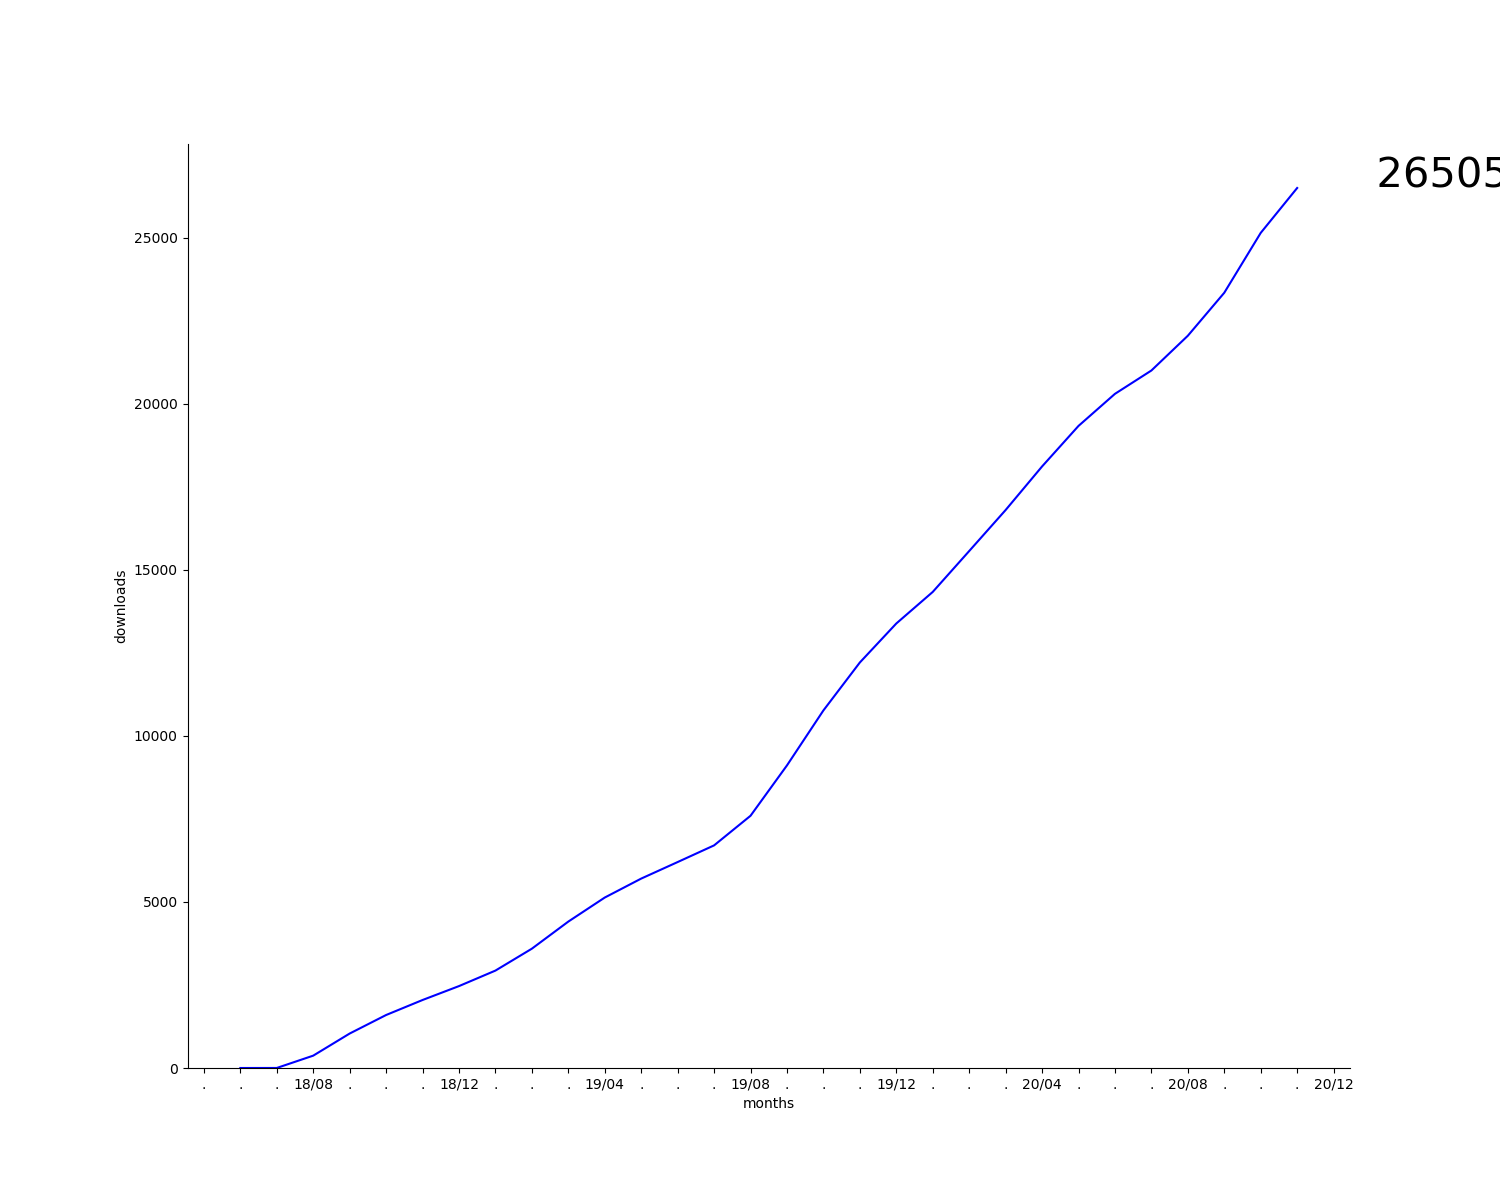 26505
25000
20000
15000
10000
5000
0
downloads
. . . 18/08 . . . 18/12 . . . 19/04 . . . 19/08 . . . 19/12 . . . 20/04 . . . 20/08 . . . 20/12
months